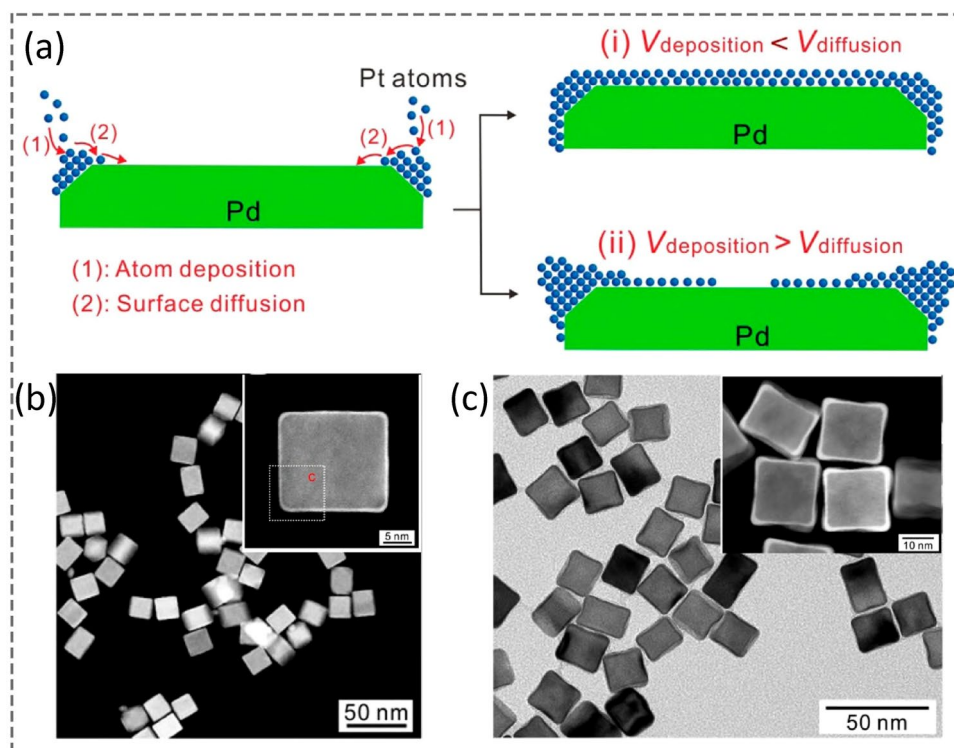 (a)
Pt atoms
(1)
(2)
(2)
(1)
Pd
(1): Atom deposition
(2): Surface diffusion
(i) Vdeposition < Vdiffusion
Pd
(ii) Vdeposition > Vdiffusion
Pd
(b)
c
5 nm
50 nm
(c)
10 nm
50 nm